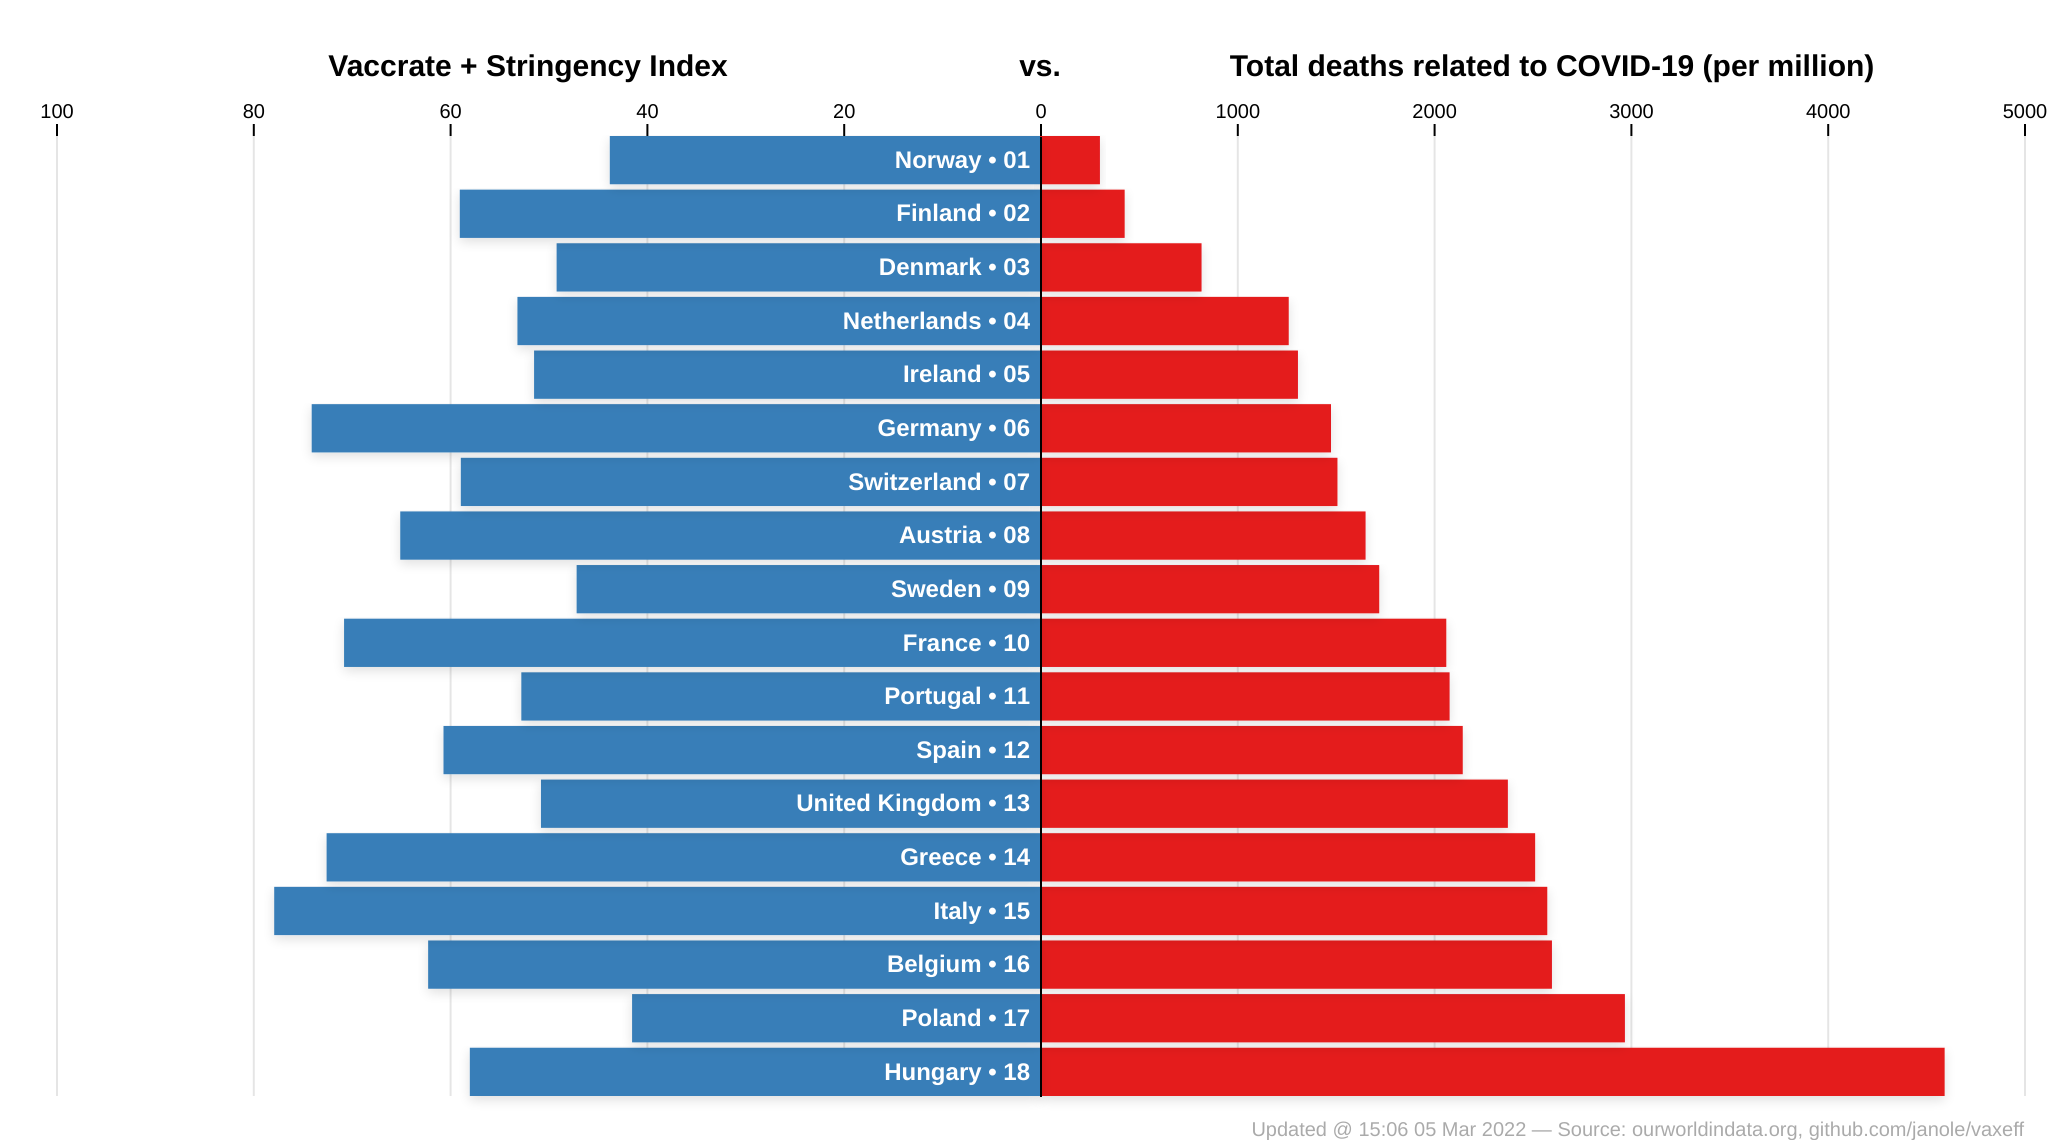 Vaccrate + Stringency Index vs. Total deaths related to COVID-19 (per million)
100 80 60 40 20 0 1000 2000 3000 4000 5000
Norway • 01
Finland • 02
Denmark • 03
Netherlands • 04
Ireland • 05
Germany • 06
Switzerland • 07
Austria • 08
Sweden • 09
France • 10
Portugal • 11
Spain • 12
United Kingdom • 13
Greece • 14
Italy • 15
Belgium • 16
Poland • 17
Hungary • 18
Updated @ 15:06 05 Mar 2022 — Source: ourworldindata.org, github.com/janole/vaxeff